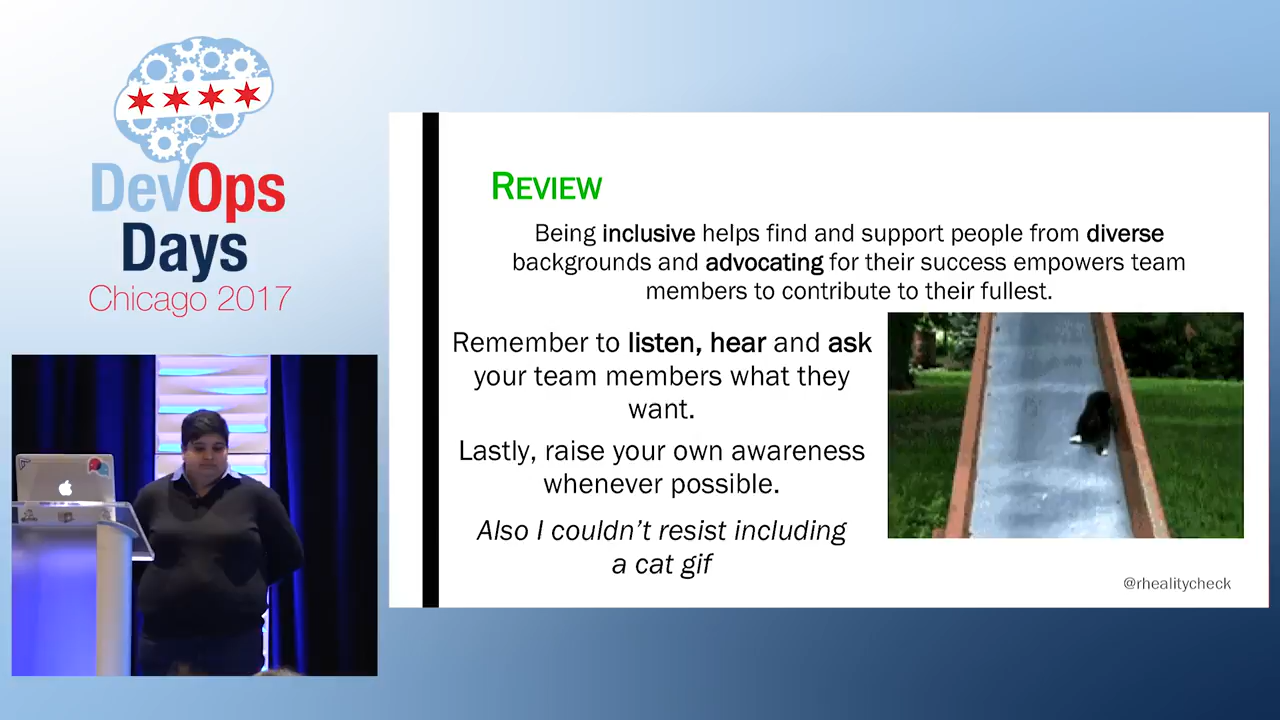 DevOps
Days
Chicago 2017
REVIEW
Being inclusive helps find and support people from diverse
backgrounds and advocating for their success empowers team
members to contribute to their fullest.
Remember to listen, hear and ask
your team members what they
want.
Lastly, raise your own awareness
whenever possible.
Also I couldn't resist including
a cat gif
@rhealitycheck